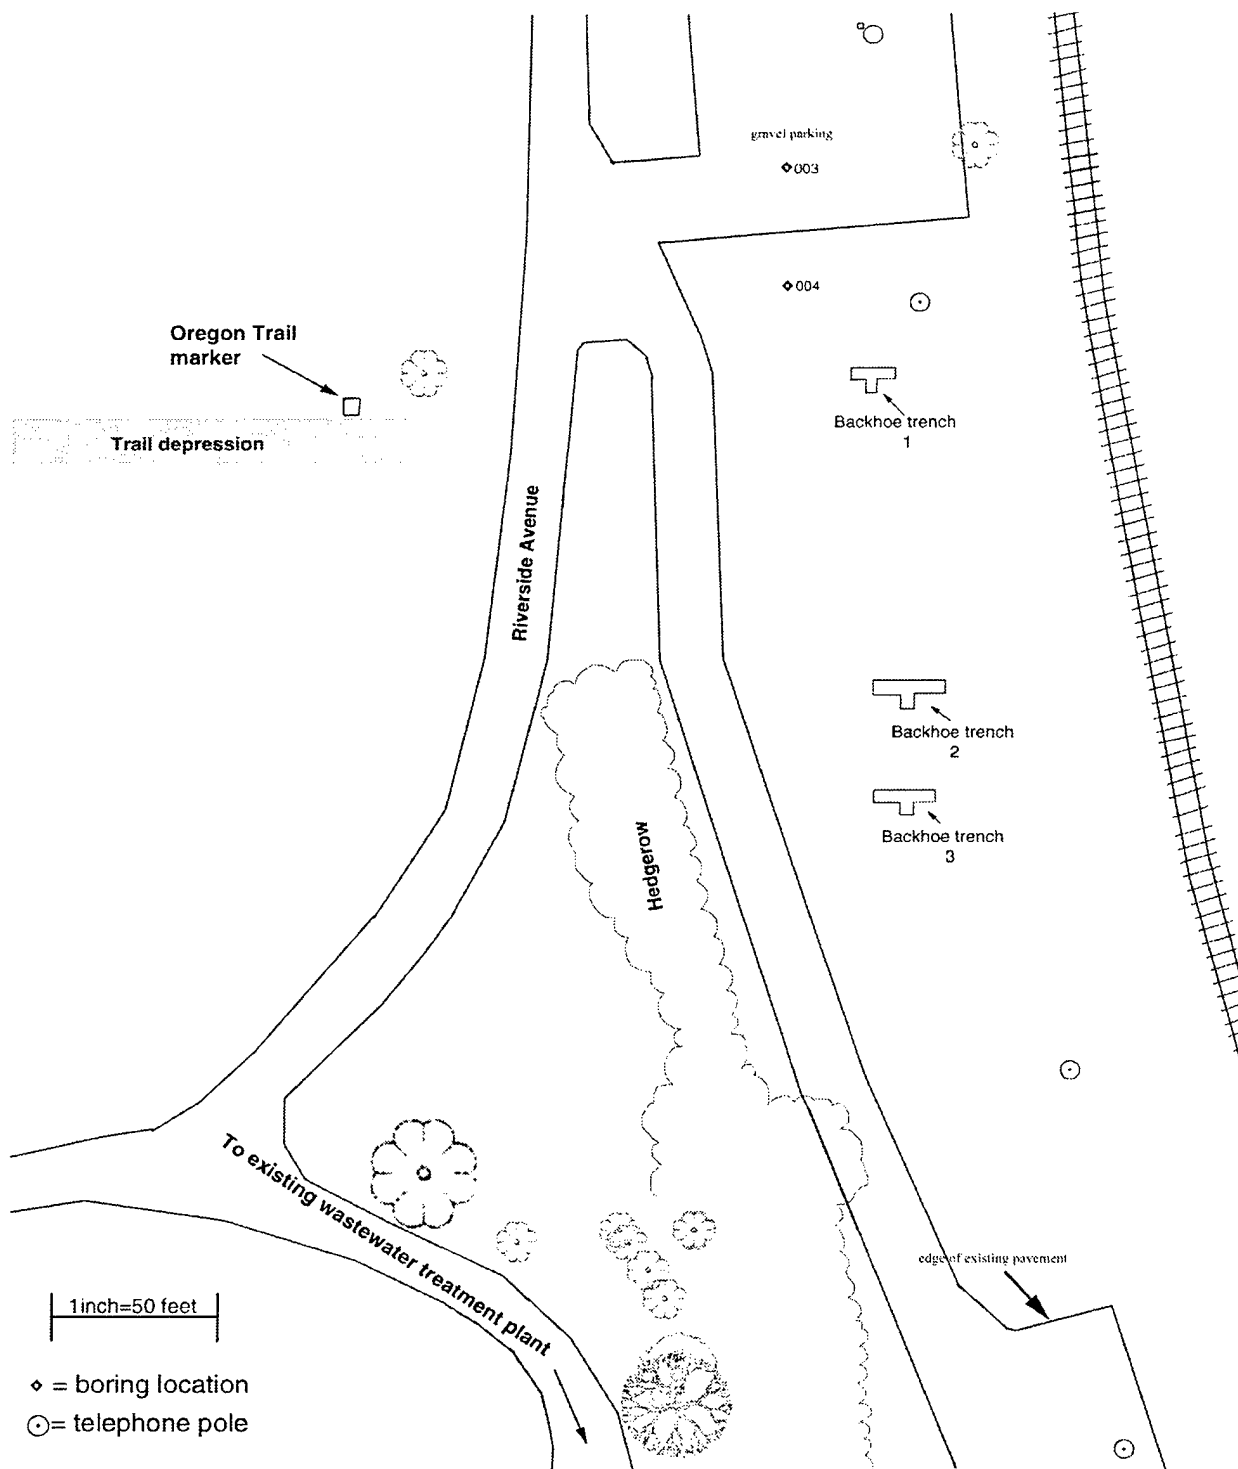 gravel parking
003
004
Oregon Trail
marker
Trail depression
Backhoe trench
1
Riverside Avenue
Backhoe trench
2
Backhoe trench
3
Hedgerow
To existing wastewater treatment plant
edge of existing pavement
1inch=50 feet
= boring location
= telephone pole